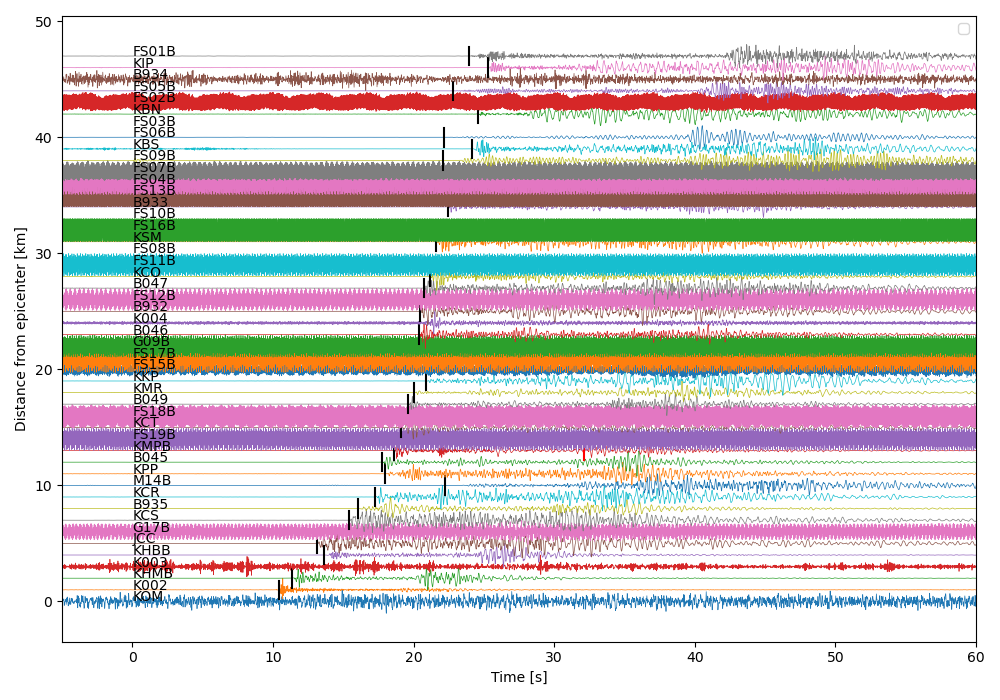 50
FS01B
KIP
B934
FS05B
FS02B
KBN
FS03B
40
FS06B
KBS
FS09B
FS07B
FS04B
FS13B
B933
FS10B
FS16B
KSM
30
FS08B
FS11B
KCO
B047
FS12B
B932
K004
B046
G09B
FS17B
20
FS15B
KKP
KMR
B049
FS18B
KCT
FS19B
KMPB
B045
KPP
10
M14B
KCR
B935
KCS
G17B
JCC
KHBB
K003
KHMB
K002
0
KOM
Distance from epicenter [km]
0 10 20 30 40 50 60
Time [s]